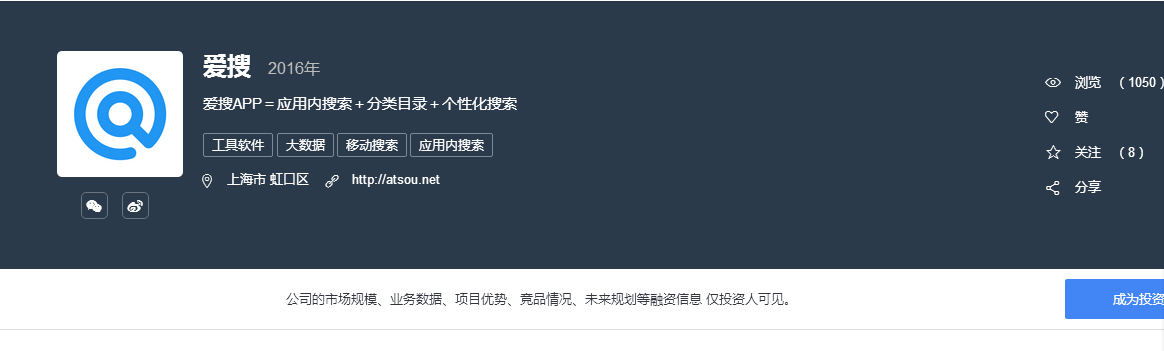 爱搜 2016年
爱搜APP＝应用内搜索＋分类目录＋个性化搜索
工具软件 大数据 移动搜索 应用内搜索
上海市 虹口区 http://atsou.net
浏览 （1050）
赞
关注 （8）
分享
公司的市场规模、业务数据、项目优势、竞品情况、未来规划等融资信息 仅投资人可见。
成为投资